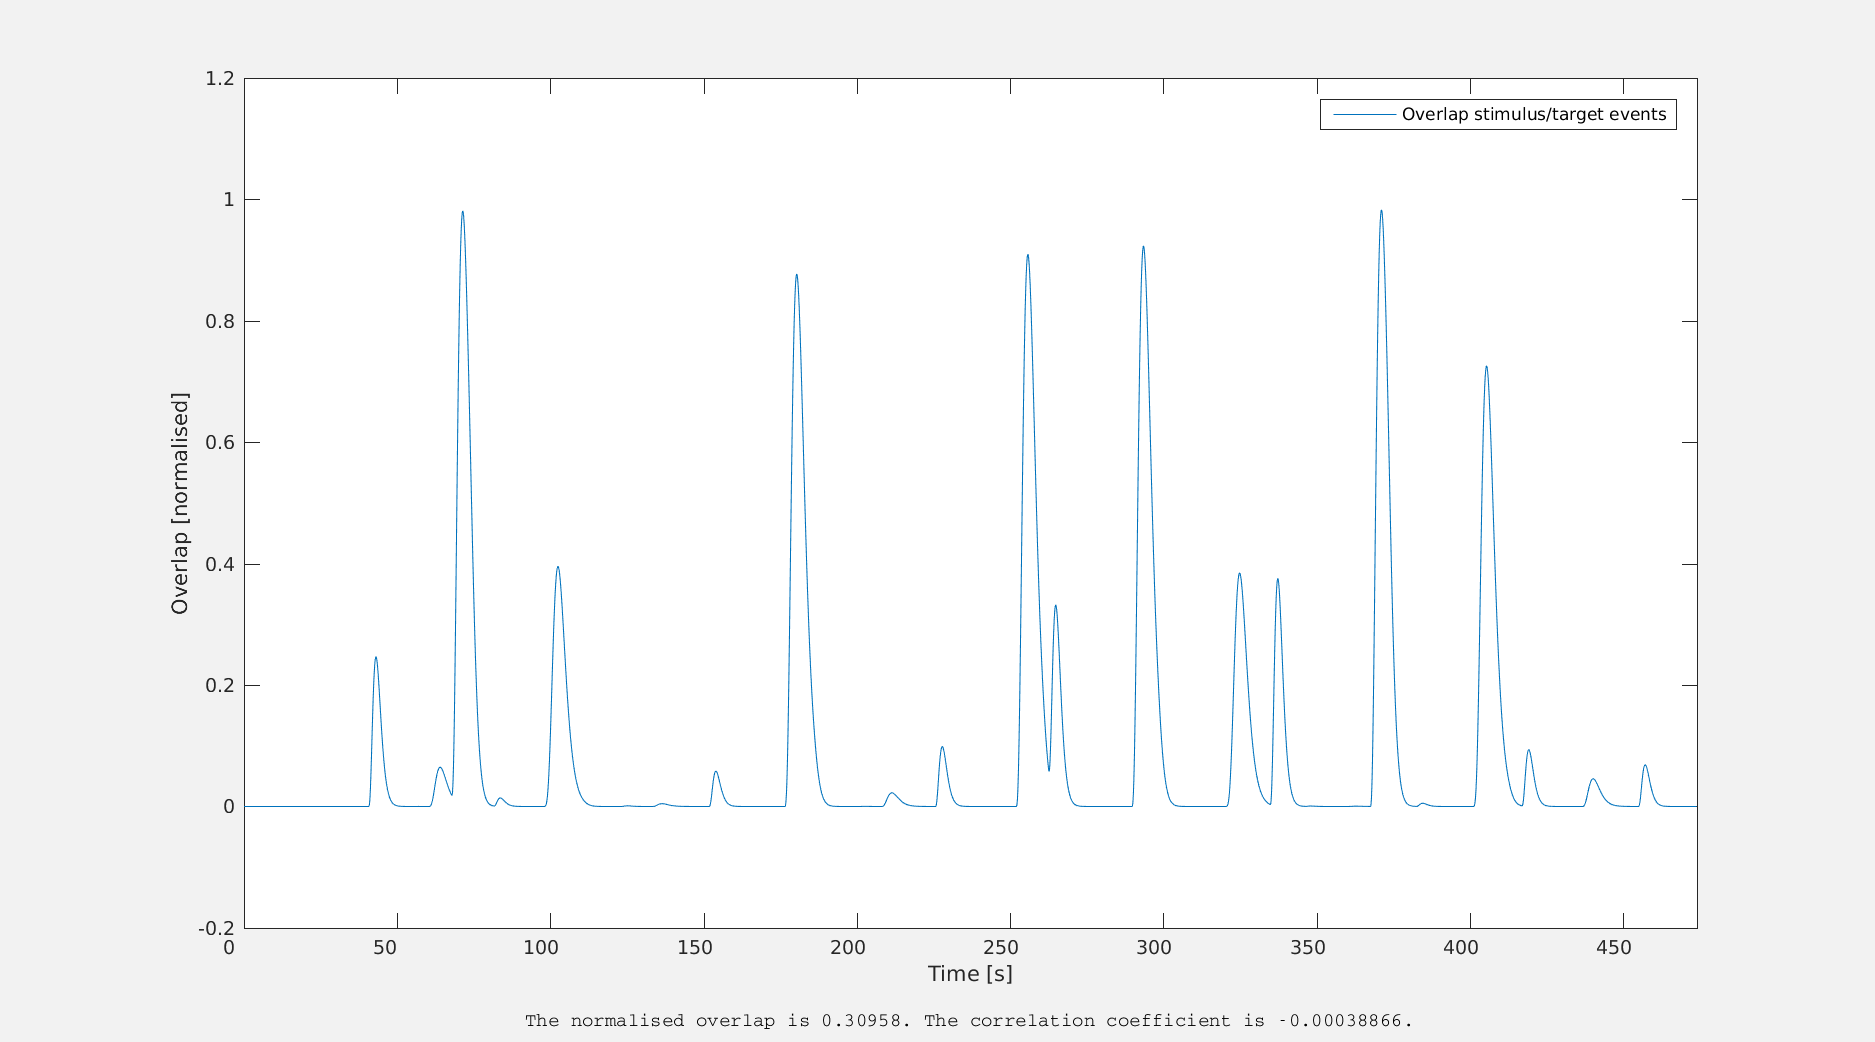 1.2
Overlap stimulus/target events
1
0.8
0.6
0.4
0.2
0
-0.2
Overlap [normalised]
0 50 100 150 200 250 300 350 400 450
Time [s]
The normalised overlap is 0.30958. The correlation coefficient is -0.00038866.